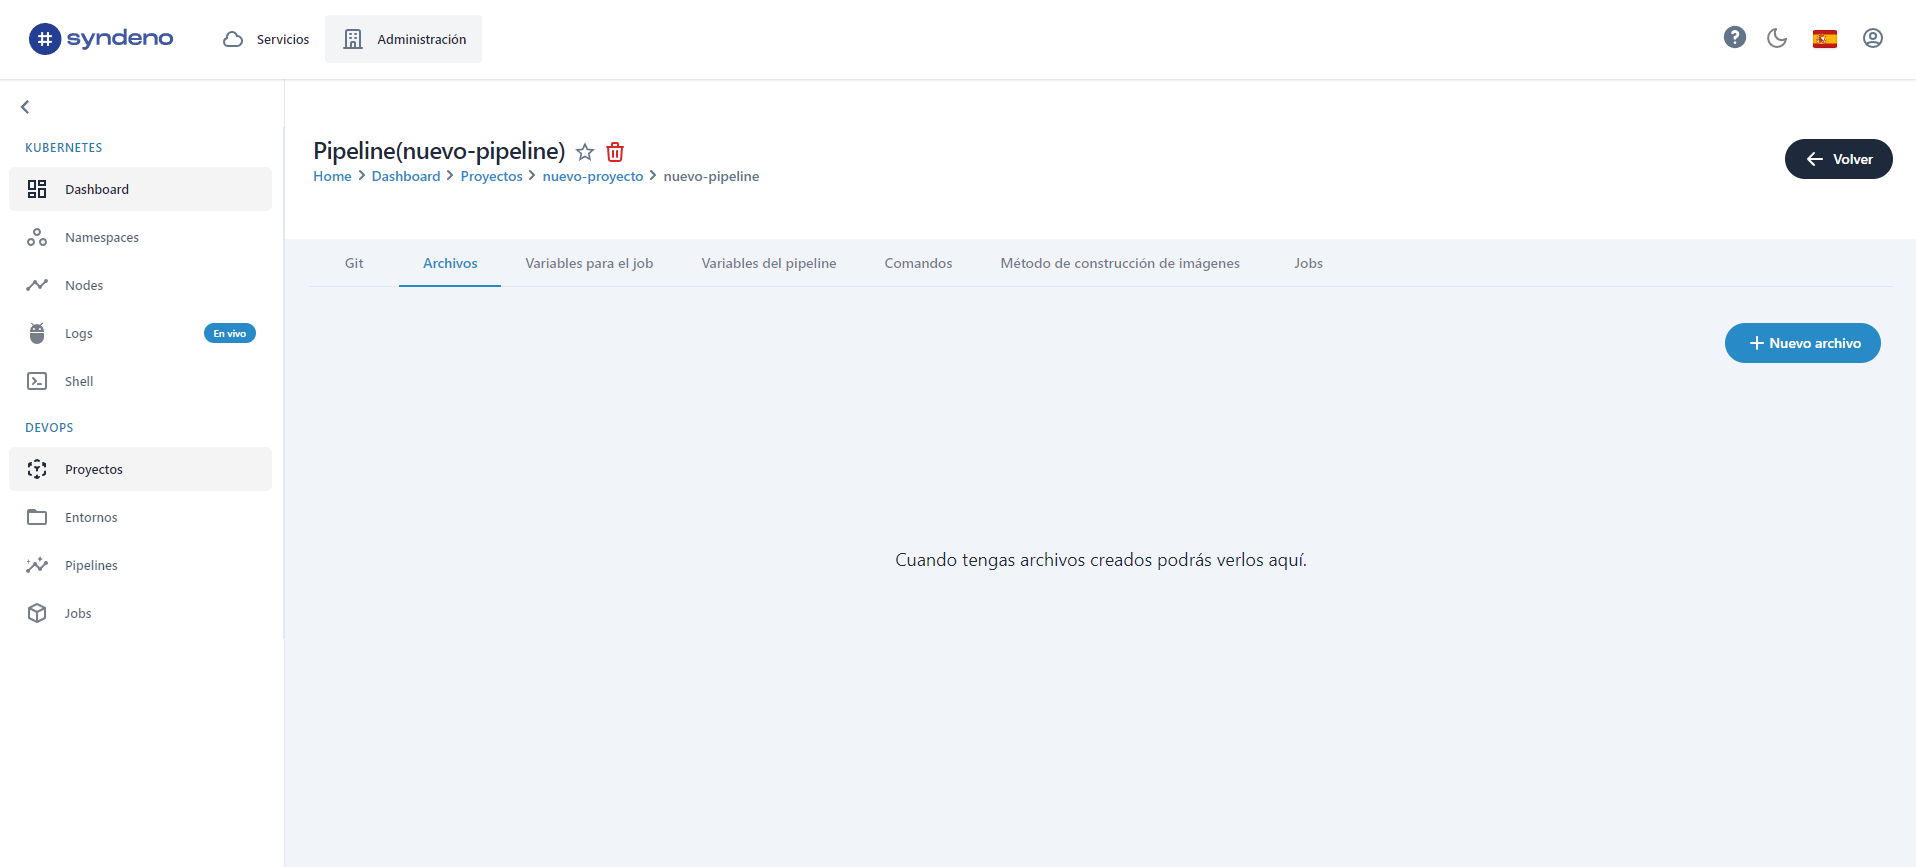 # syndeno
Servicios
Administración
?
KUBERNETES
Dashboard
Namespaces
Nodes
Logs
En vivo
Shell
DEVOPS
Proyectos
Entornos
Pipelines
Jobs
Pipeline(nuevo-pipeline)
Home > Dashboard > Proyectos > nuevo-proyecto > nuevo-pipeline
Volver
Git
Archivos
Variables para el job
Variables del pipeline
Comandos
Método de construcción de imágenes
Jobs
+ Nuevo archivo
Cuando tengas archivos creados podrás verlos aquí.